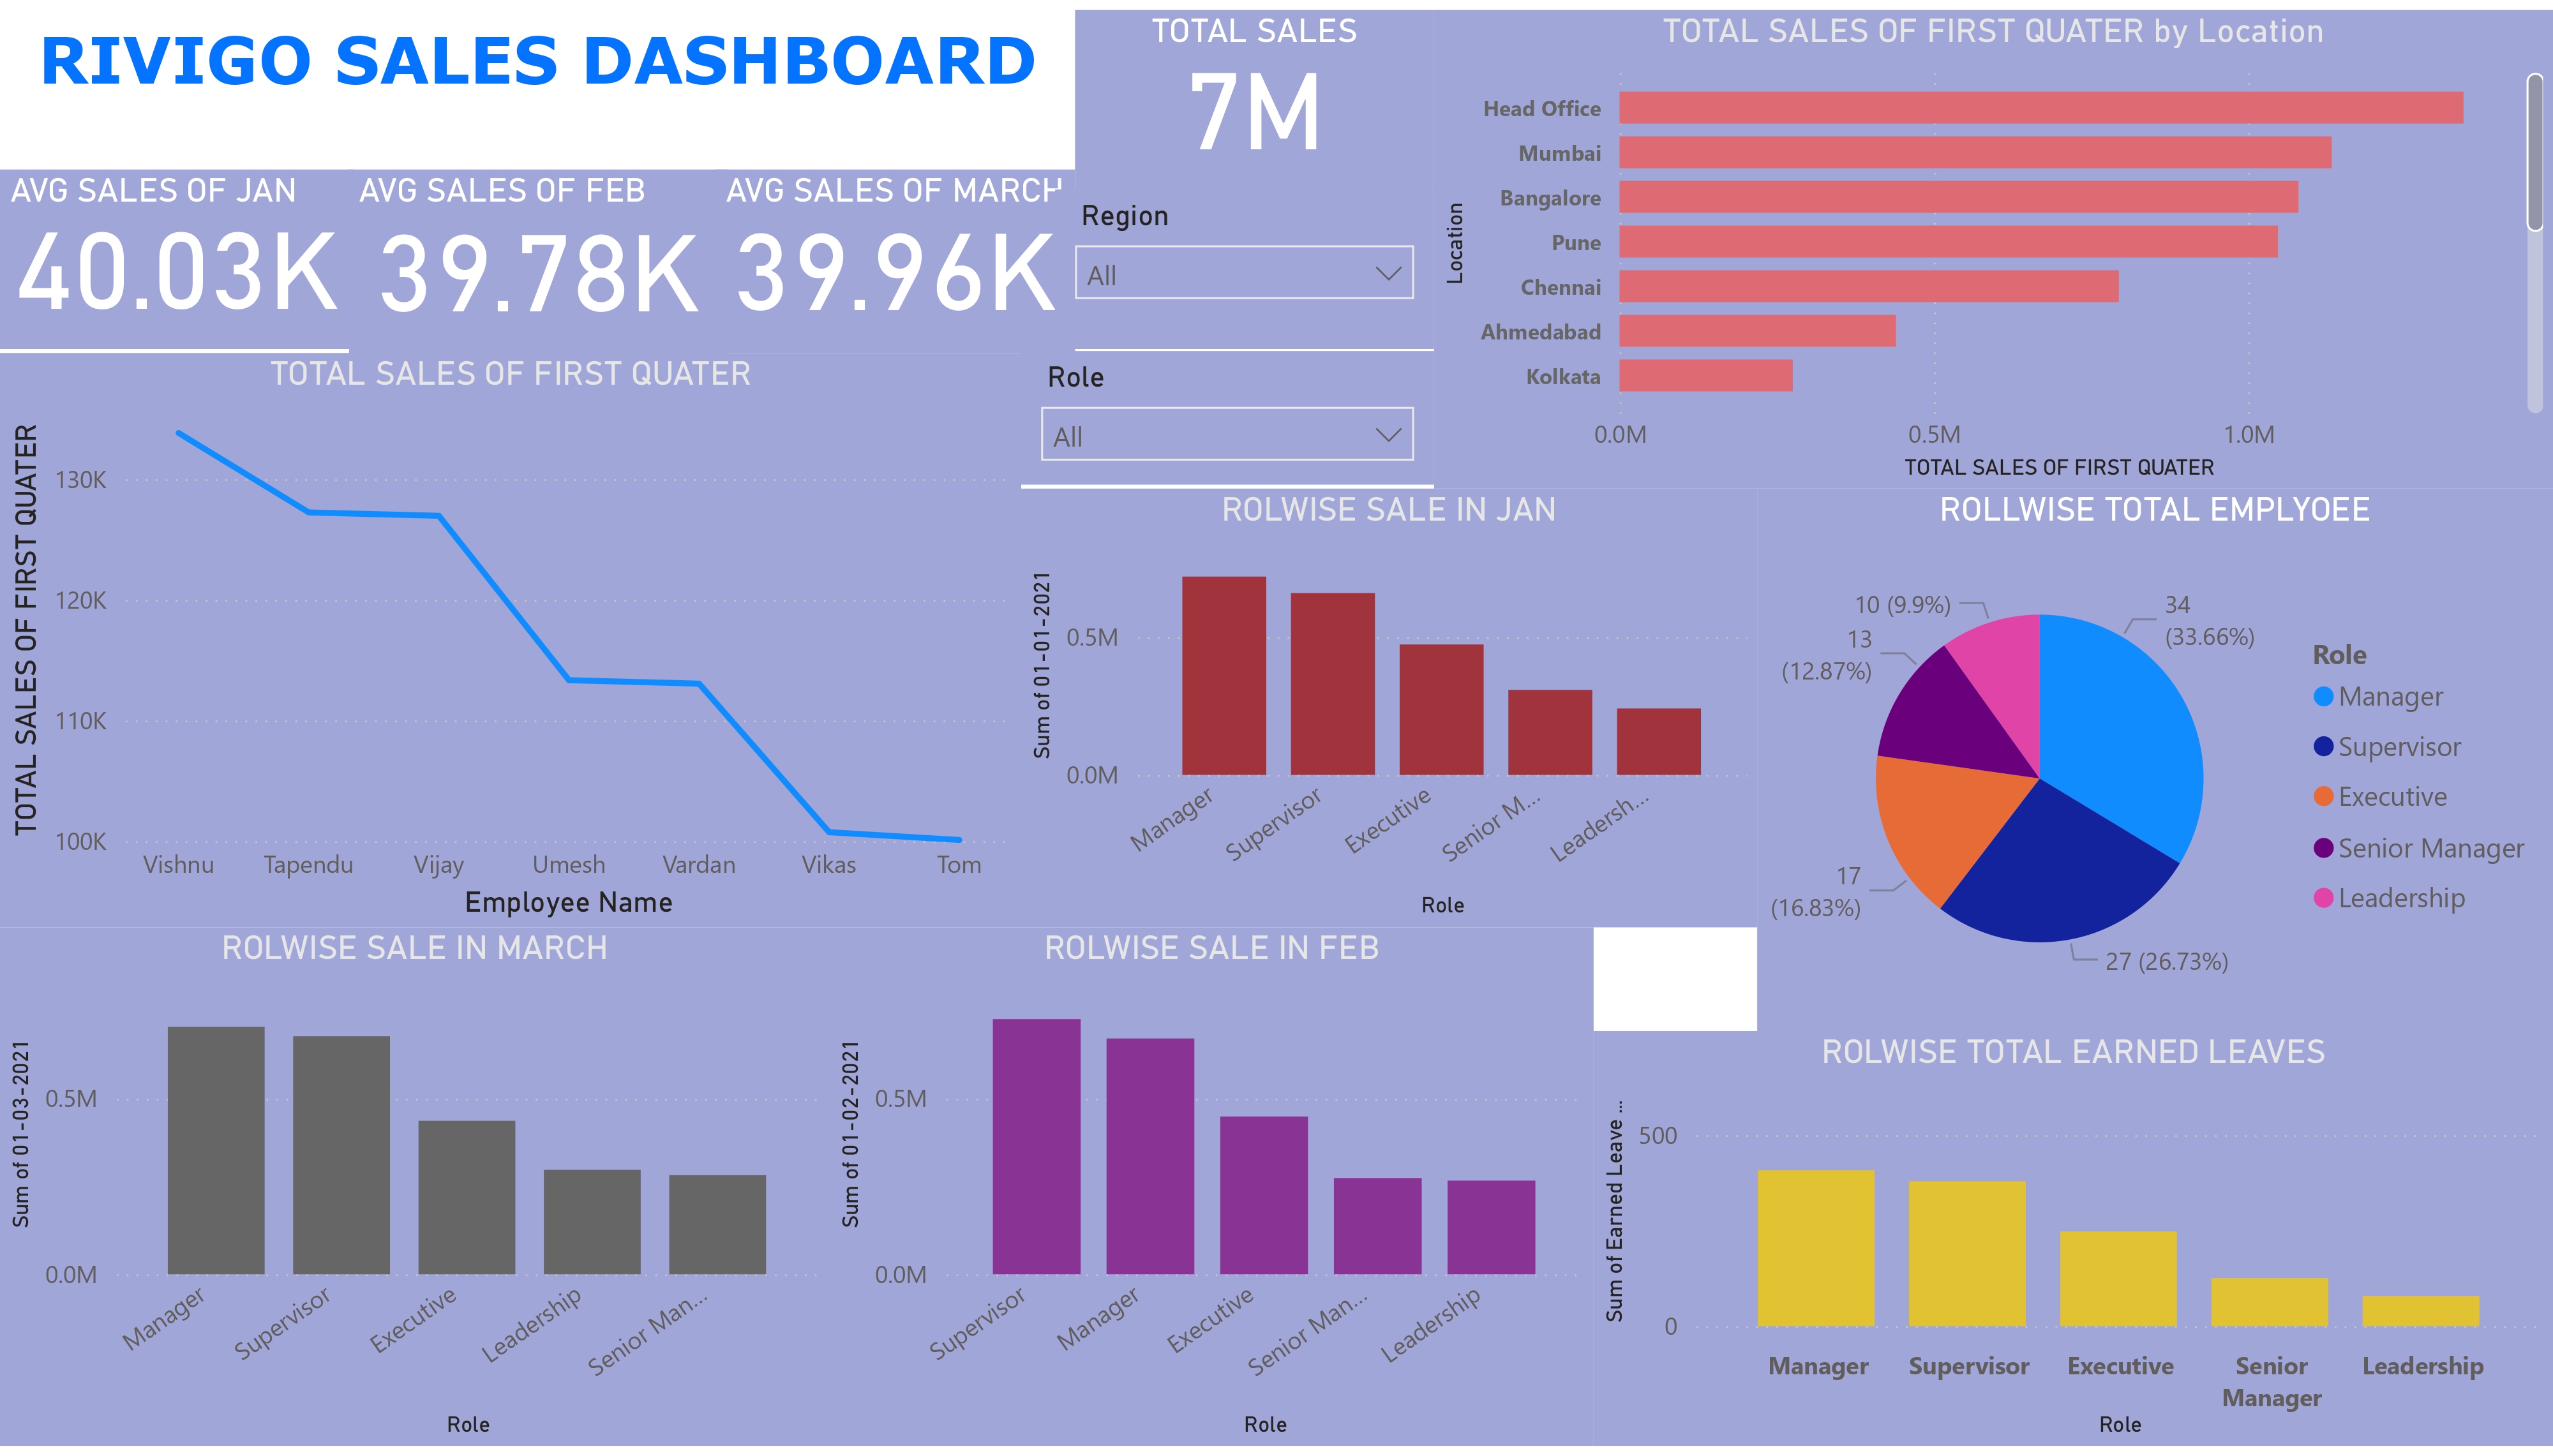 RIVIGO SALES DASHBOARD
TOTAL SALES
7M
AVG SALES OF JAN
40.03K
AVG SALES OF FEB
39.78K
AVG SALES OF MARCH
39.96K
Region
All
Role
All
TOTAL SALES OF FIRST QUATER by Location
Location
Head Office
Mumbai
Bangalore
Pune
Chennai
Ahmedabad
Kolkata
0.0M 0.5M 1.0M
TOTAL SALES OF FIRST QUATER
TOTAL SALES OF FIRST QUATER
TOTAL SALES OF FIRST QUATER
130K
120K
110K
100K
Vishnu Tapendu Vijay Umesh Vardan Vikas Tom
Employee Name
ROLWISE SALE IN JAN
Sum of 01-01-2021
0.5M
0.0M
Manager Supervisor Executive Senior M... Leadersh...
Role
ROLLWISE TOTAL EMPLYOEE
10 (9.9%)
13
(12.87%)
17
(16.83%)
27 (26.73%)
34
(33.66%)
Role
Manager
Supervisor
Executive
Senior Manager
Leadership
ROLWISE SALE IN MARCH
Sum of 01-03-2021
0.5M
0.0M
Manager Supervisor Executive Leadership Senior Man...
Role
ROLWISE SALE IN FEB
Sum of 01-02-2021
0.5M
0.0M
Supervisor Manager Executive Senior Man... Leadership
Role
ROLWISE TOTAL EARNED LEAVES
Sum of Earned Leave ...
500
0
Manager Supervisor Executive Senior Manager Leadership
Role